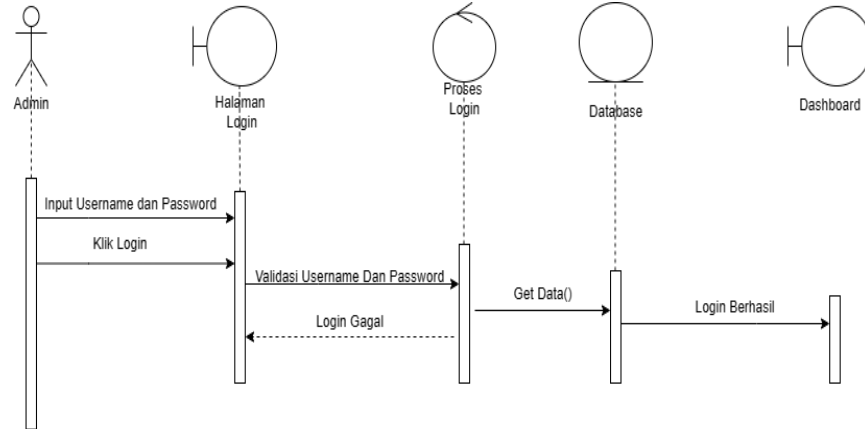 Admin
Halaman
Login
Proses
Login
Database
Dashboard
Input Username dan Password
Klik Login
Validasi Username Dan Password
Get Data()
Login Berhasil
Login Gagal